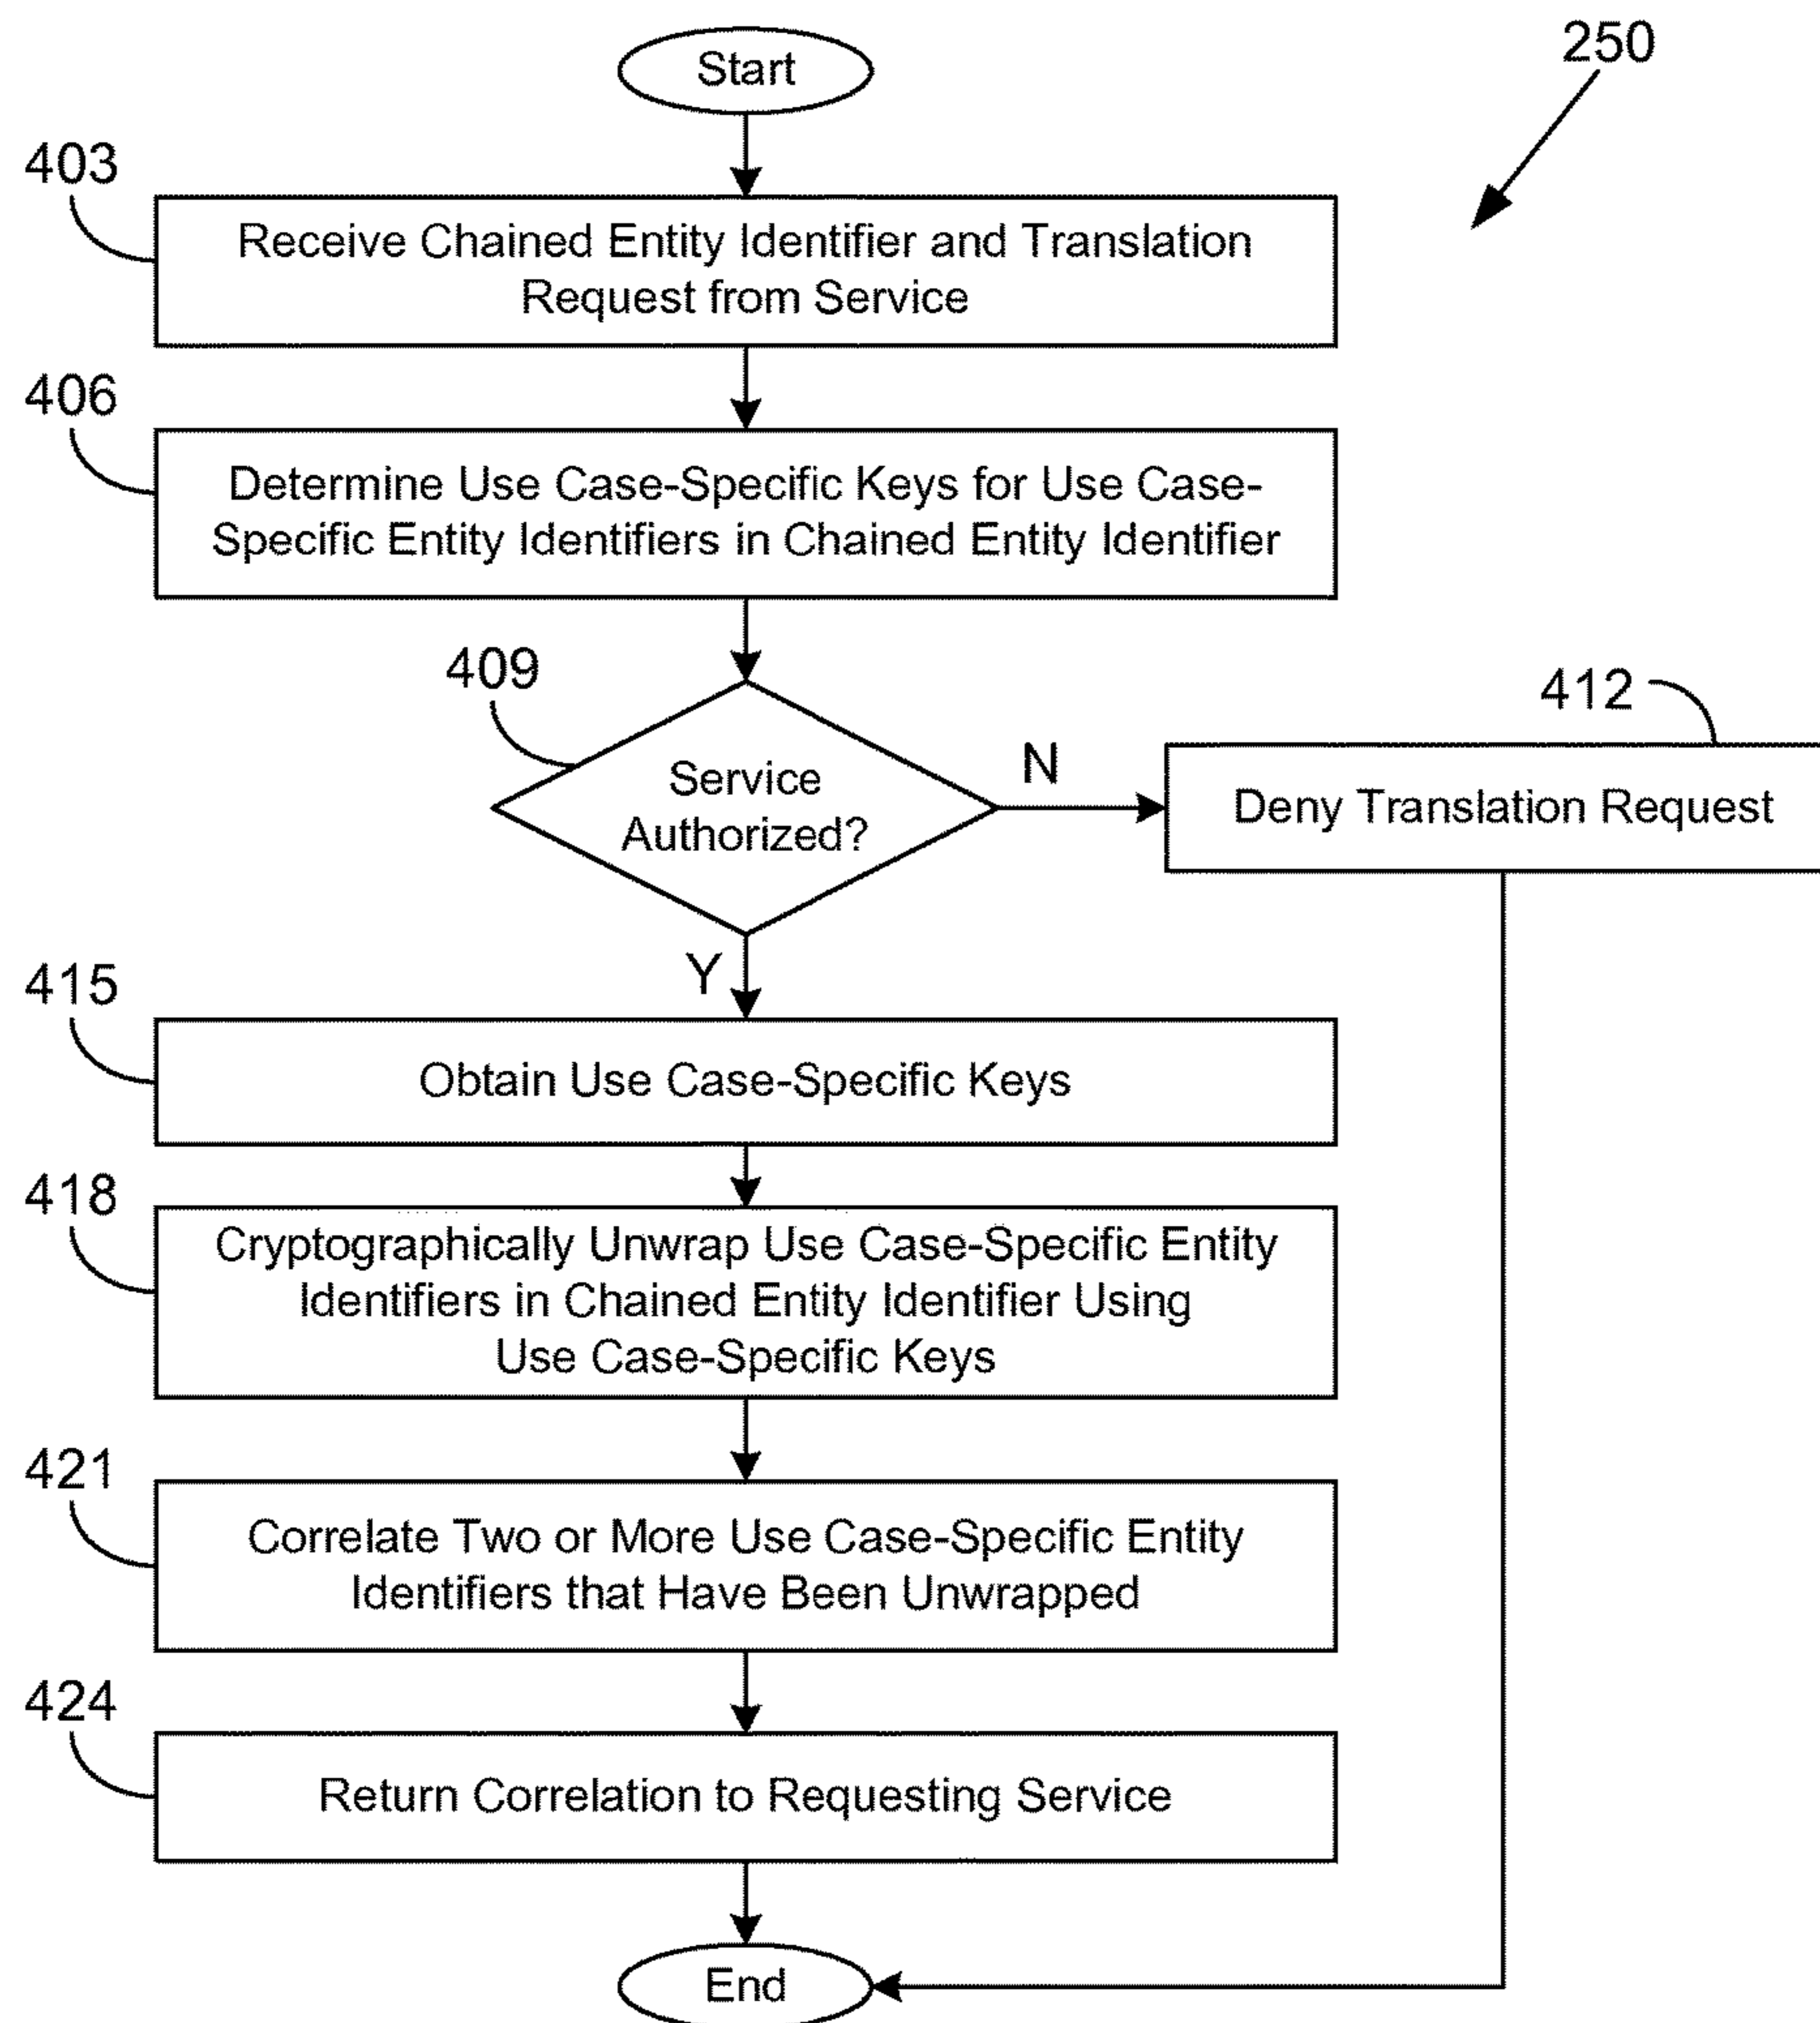 Start
250
403
Receive Chained Entity Identifier and Translation
Request from Service
406
Determine Use Case-Specific Keys for Use Case-
Specific Entity Identifiers in Chained Entity Identifier
409
Service
Authorized?
N
412
Deny Translation Request
Y
415
Obtain Use Case-Specific Keys
418
Cryptographically Unwrap Use Case-Specific Entity
Identifiers in Chained Entity Identifier Using
Use Case-Specific Keys
421
Correlate Two or More Use Case-Specific Entity
Identifiers that Have Been Unwrapped
424
Return Correlation to Requesting Service
End